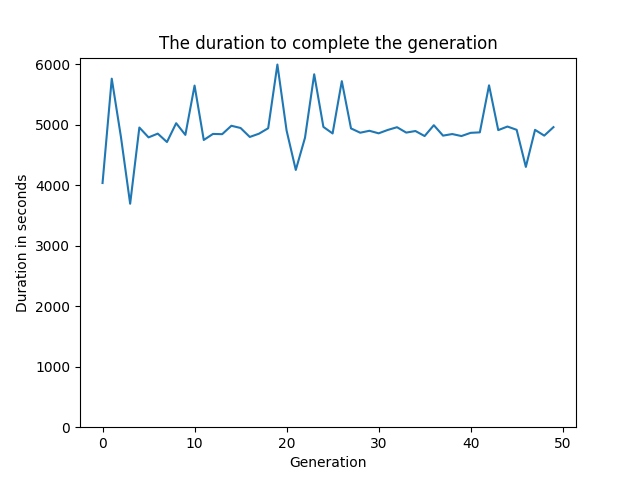 The duration to complete the generation
6000
5000
4000
3000
2000
1000
0
Duration in seconds
0 10 20 30 40 50
Generation